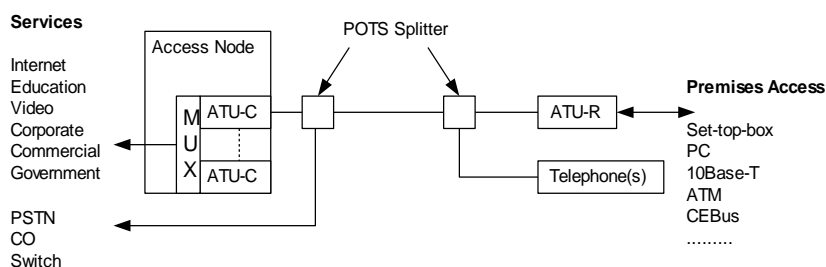 Services
Internet
Education
Video
Corporate
Commercial
Government
PSTN
CO
Switch
Access Node
MUX
ATU-C
ATU-C
POTS Splitter
ATU-R
Telephone(s)
Premises Access
Set-top-box
PC
10Base-T
ATM
CEBus
.........